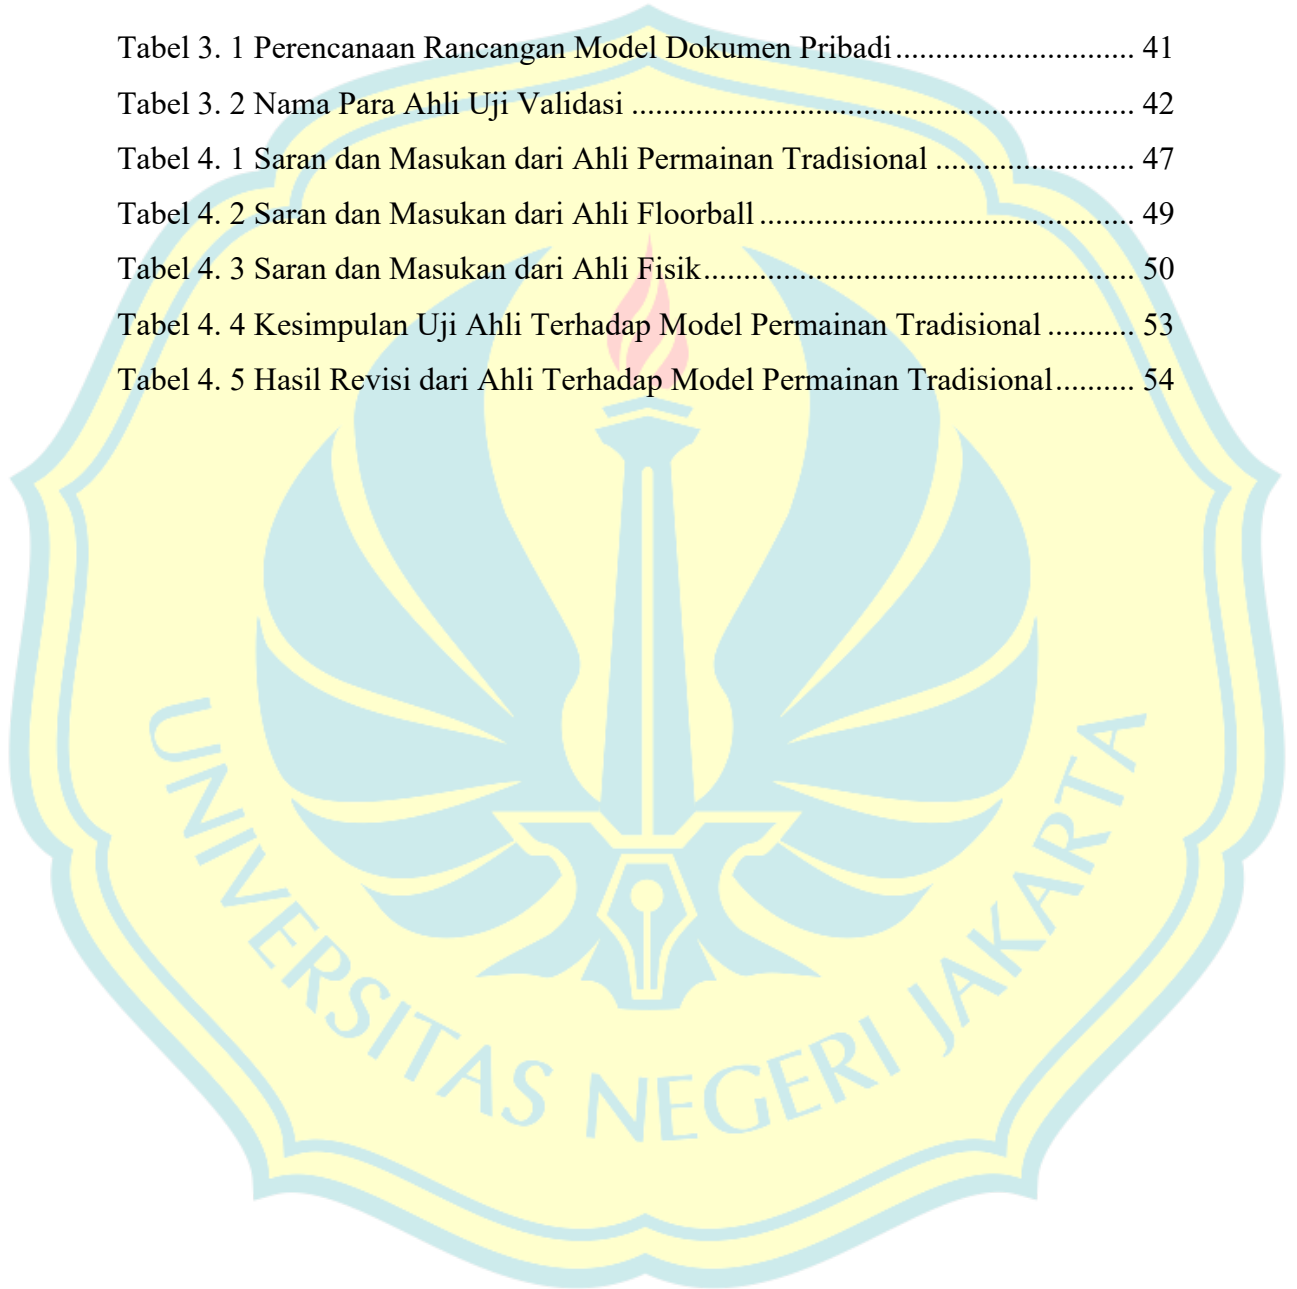 Tabel 3. 1 Perencanaan Rancangan Model Dokumen Pribadi............................ 41
Tabel 3. 2 Nama Para Ahli Uji Validasi ...................................................... 42
Tabel 4. 1 Saran dan Masukan dari Ahli Permainan Tradisional ...................... 47
Tabel 4. 2 Saran dan Masukan dari Ahli Floorball ........................................ 49
Tabel 4. 3 Saran dan Masukan dari Ahli Fisik.............................................. 50
Tabel 4. 4 Kesimpulan Uji Ahli Terhadap Model Permainan Tradisional .......... 53
Tabel 4. 5 Hasil Revisi dari Ahli Terhadap Model Permainan Tradisional.......... 54
UNIVERSITAS NEGERI JAKARTA